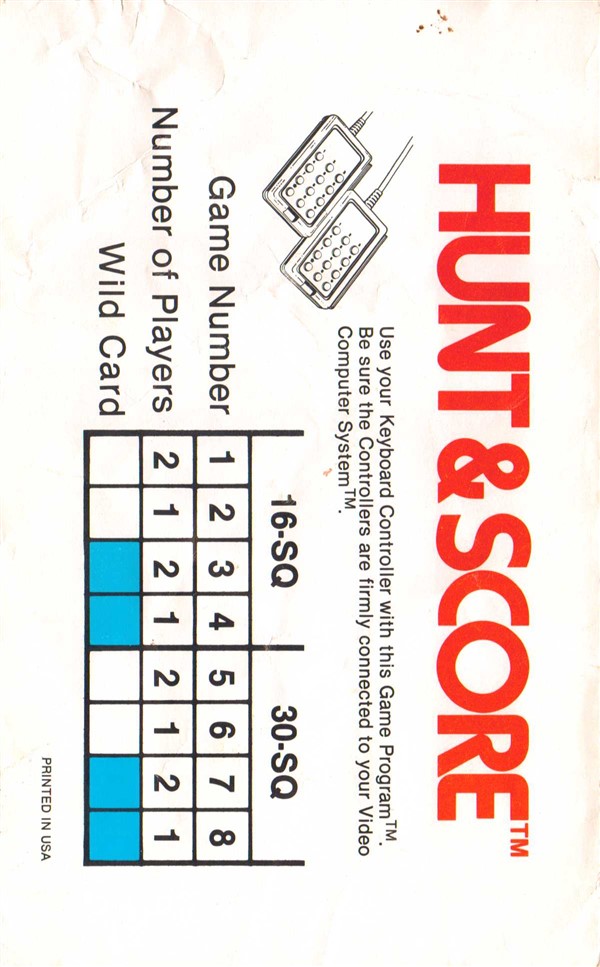 HUNT & SCORE™
Use your Keyboard Controller with this Game Program™.
Be sure the Controllers are firmly connected to your Video
Computer System™.
16-SQ 30-SQ
Game Number 1 2 3 4 5 6 7 8
Number of Players 2 1 2 1 2 1 2 1
Wild Card
PRINTED IN USA